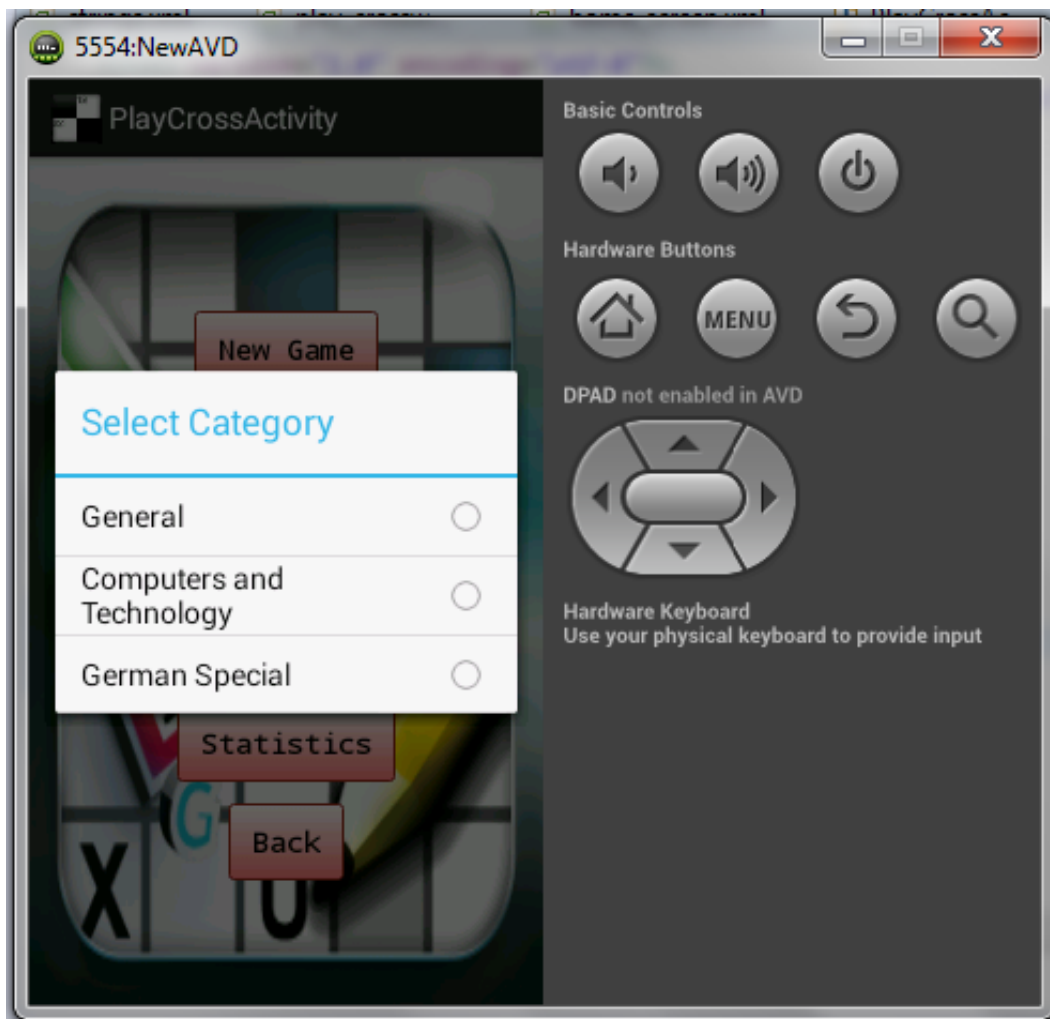 5554:NewAVD
PlayCrossActivity
New Game
Select Category
General
Computers and
Technology
German Special
Statistics
Back
G
X
U
Basic Controls
Hardware Buttons
MENU
DPAD not enabled in AVD
Hardware Keyboard
Use your physical keyboard to provide input